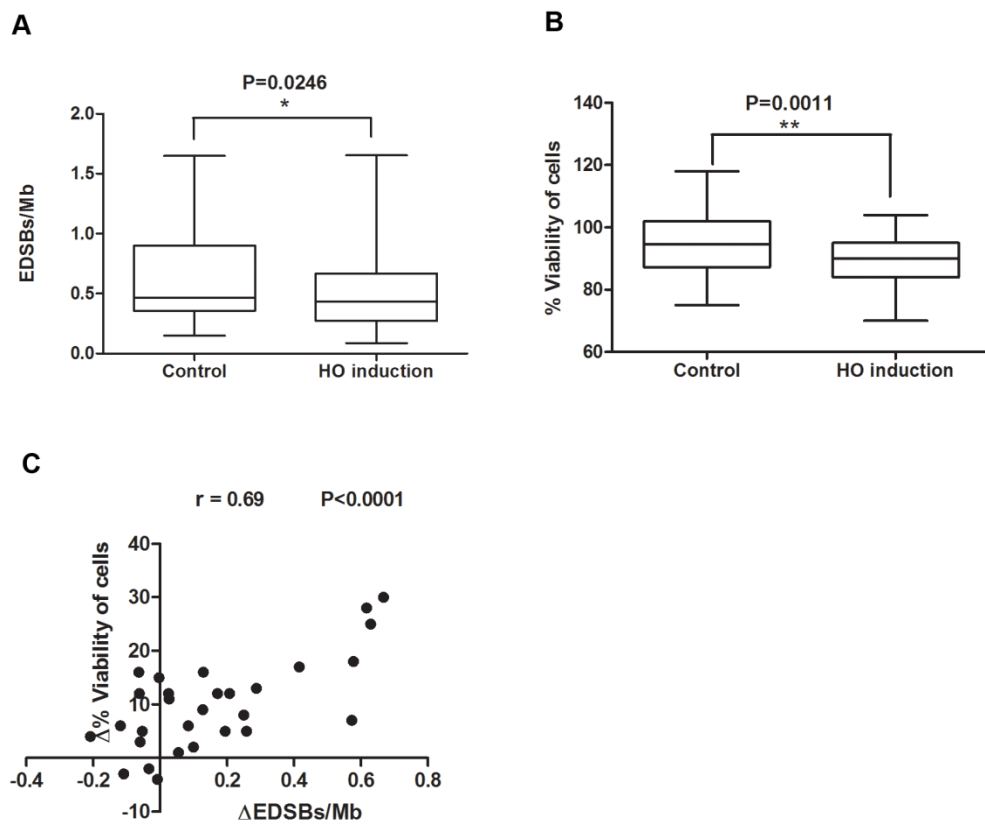 A
P=0.0246
*
2.0
1.5
1.0
0.5
0.0
EDSBs/Mb
Control HO induction
B
P=0.0011
**
140
120
100
80
60
% Viability of cells
Control HO induction
C
r = 0.69 P<0.0001
40
30
20
10
-10
Δ% Viability of cells
-0.4 -0.2 0.0 0.2 0.4 0.6 0.8
ΔEDSBs/Mb